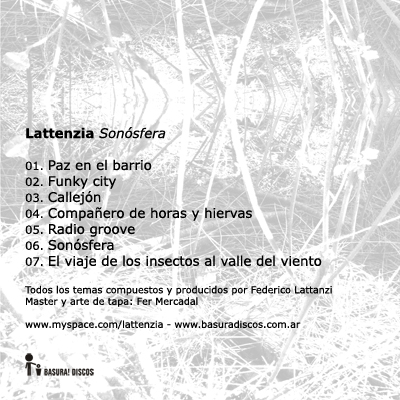 Lattenzia Sonósfera
01. Paz en el barrio
02. Funky city
03. Callejón
04. Compañero de horas y hiervas
05. Radio groove
06. Sonósfera
07. El viaje de los insectos al valle del viento
Todos los temas compuestos y producidos por Federico Lattanzi
Master y arte de tapa: Fer Mercadal
www.myspace.com/lattenzia - www.basuradiscos.com.ar
BASURA! DISCOS